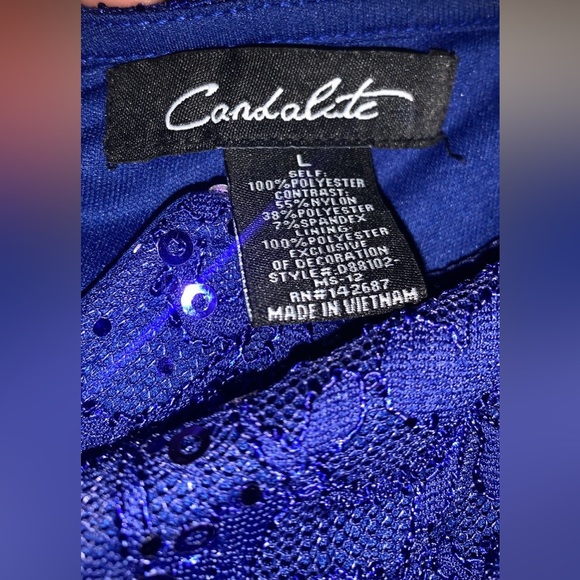 Candalite
L
SELF:
100%POLYESTER
CONTRAST:
55%NYLON
38%POLYESTER
7%SPANDEX
LINING:
100%POLYESTER
EXCLUSIVE
OF DECORATION
STYLE#-D88102-
MS-12
RN#142687
MADE IN VIETNAM